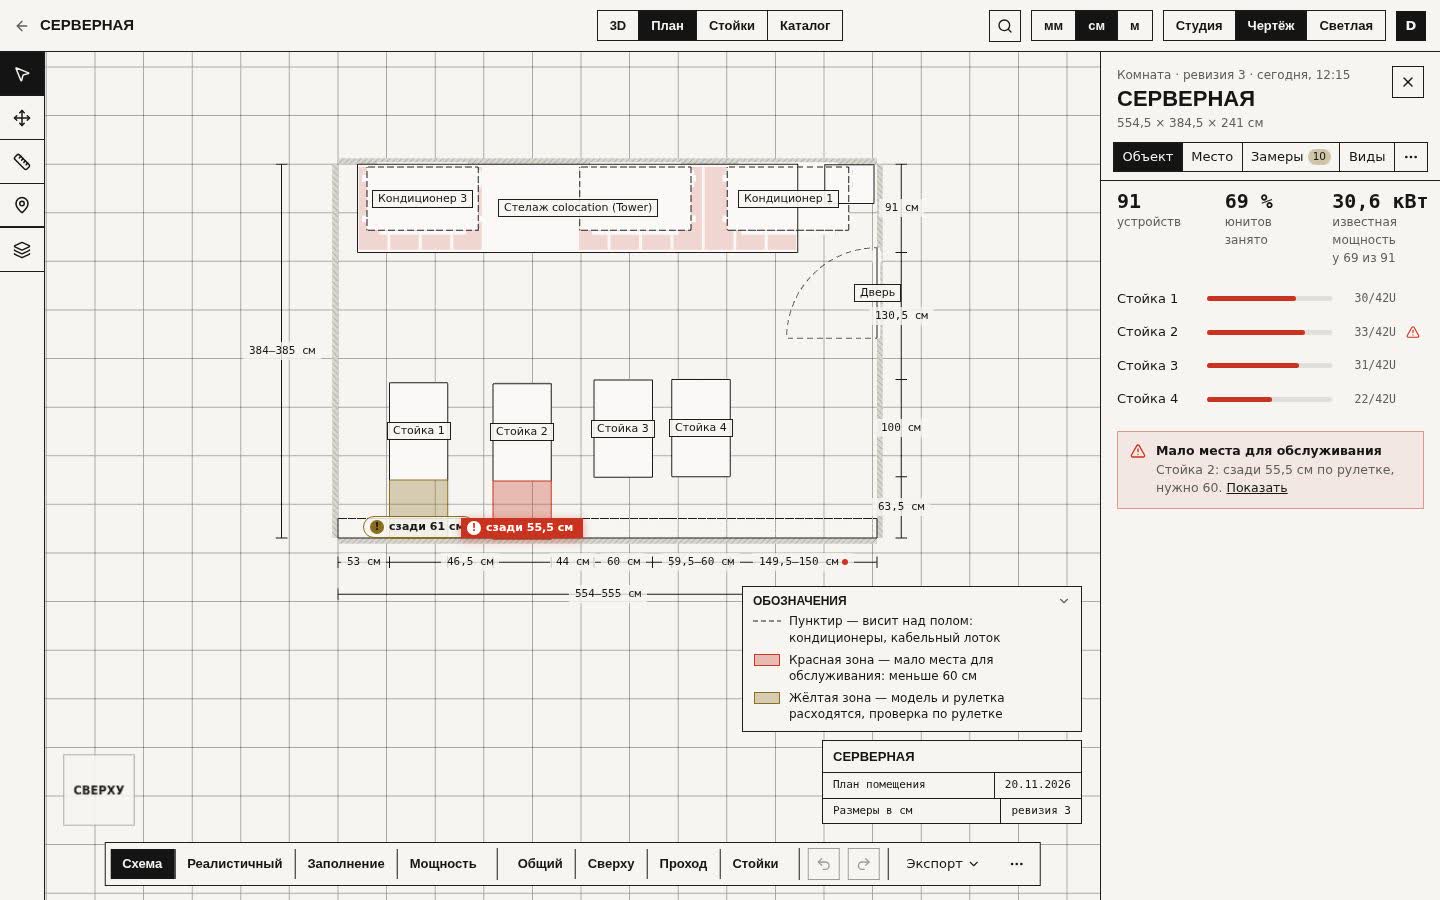 СЕРВЕРНАЯ
3D
План
Стойки
Каталог
мм
см
м
Студия
Чертёж
Светлая
D
Кондиционер 3
Стелаж colocation (Tower)
Кондиционер 1
91 см
Дверь
130,5 см
384–385 см
Стойка 1
Стойка 2
Стойка 3
Стойка 4
100 см
63,5 см
! сзади 61 см
! сзади 55,5 см
53 см
46,5 см
44 см
60 см
59,5–60 см
149,5–150 см
554–555 см
ОБОЗНАЧЕНИЯ
Пунктир — висит над полом:
кондиционеры, кабельный лоток
Красная зона — мало места для
обслуживания: меньше 60 см
Жёлтая зона — модель и рулетка
расходятся, проверка по рулетке
СЕРВЕРНАЯ
План помещения
20.11.2026
Размеры в см
ревизия 3
СВЕРХУ
Схема
Реалистичный
Заполнение
Мощность
Общий
Сверху
Проход
Стойки
Экспорт
Комната · ревизия 3 · сегодня, 12:15
СЕРВЕРНАЯ
554,5 × 384,5 × 241 см
Объект
Место
Замеры 10
Виды
91
устройств
69 %
юнитов
занято
30,6 кВт
известная
мощность
у 69 из 91
Стойка 1 30/42U
Стойка 2 33/42U
Стойка 3 31/42U
Стойка 4 22/42U
Мало места для обслуживания
Стойка 2: сзади 55,5 см по рулетке,
нужно 60. Показать